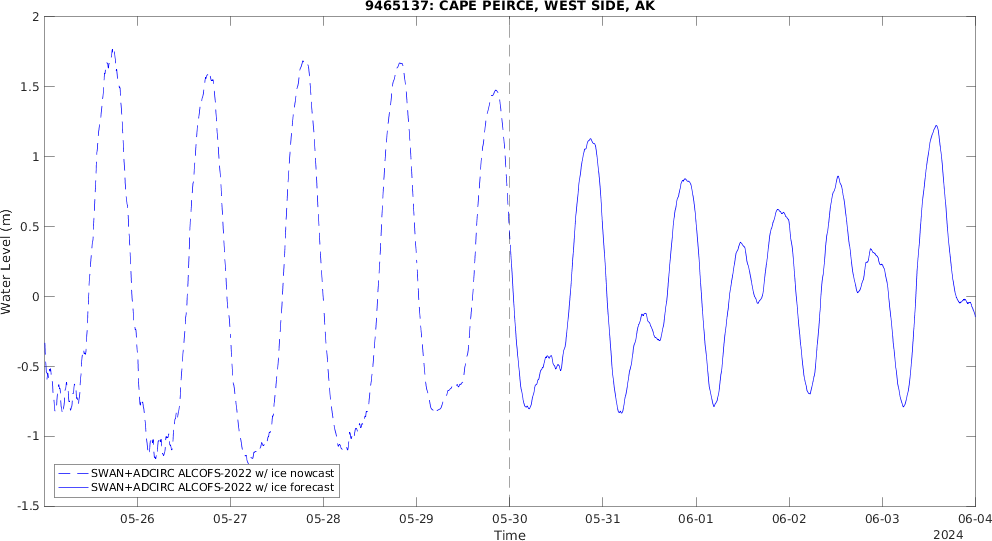 9465137: CAPE PEIRCE, WEST SIDE, AK
Water Level (m)
2
1.5
1
0.5
0
-0.5
-1
-1.5
SWAN+ADCIRC ALCOFS-2022 w/ ice nowcast
SWAN+ADCIRC ALCOFS-2022 w/ ice forecast
05-26 05-27 05-28 05-29 05-30 05-31 06-01 06-02 06-03 06-04
Time
2024